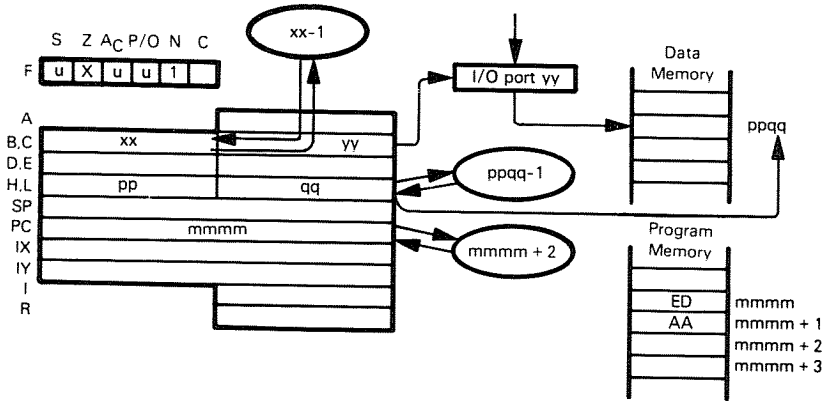 S Z AC P/O N C
F u X u u 1
xx-1
I/O port yy
Data
Memory
ppqq
A
B,C xx yy
D,E
H,L pp qq
ppqq-1
SP
PC mmmm
mmmm + 2
IX
IY
I
R
Program
Memory
ED mmmm
AA mmmm + 1
mmmm + 2
mmmm + 3